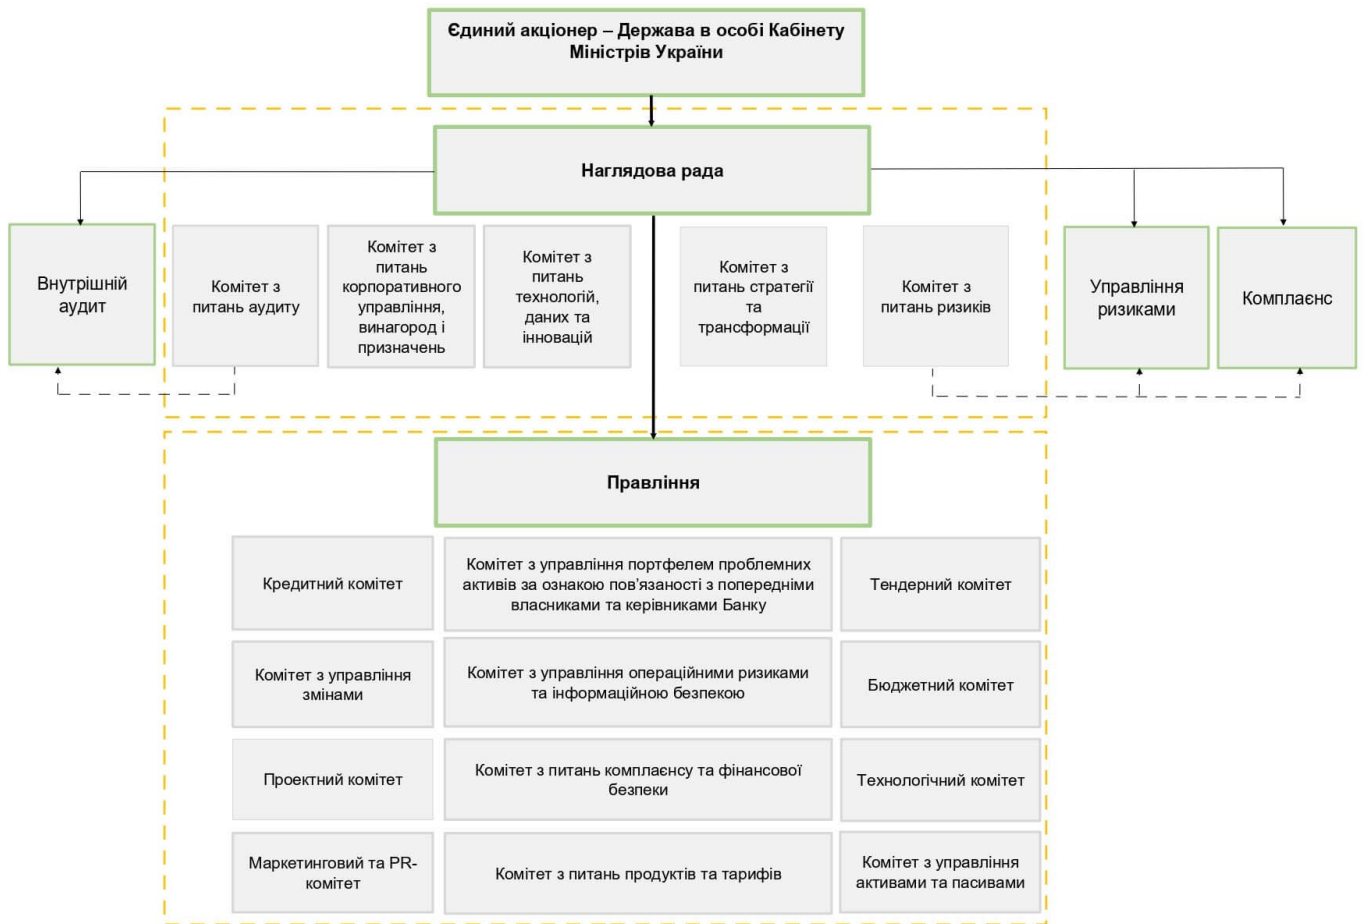 Єдиний акціонер – Держава в особі Кабінету
Міністрів України
Наглядова рада
Внутрішній
аудит
Комітет з
питань аудиту
Комітет з
питань
корпоративного
управління,
винагород і
призначень
Комітет з
питань
технологій,
даних та
інновацій
Комітет з
питань стратегії
та
трансформації
Комітет з
питань ризиків
Управління
ризиками
Комплаєнс
Правління
Кредитний комітет
Комітет з управління портфелем проблемних
активів за ознакою пов’язаності з попередніми
власниками та керівниками Банку
Тендерний комітет
Комітет з управління
змінами
Комітет з управління операційними ризиками
та інформаційною безпекою
Бюджетний комітет
Проектний комітет
Комітет з питань комплаєнсу та фінансової
безпеки
Технологічний комітет
Маркетинговий та PR-
комітет
Комітет з питань продуктів та тарифів
Комітет з управління
активами та пасивами